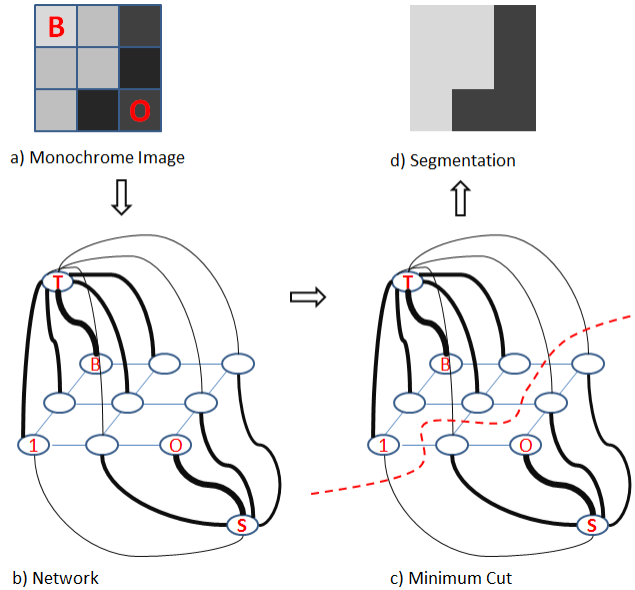 B
O
a) Monochrome Image
d) Segmentation
T
T
B
B
1
O
1
O
S
S
b) Network
c) Minimum Cut